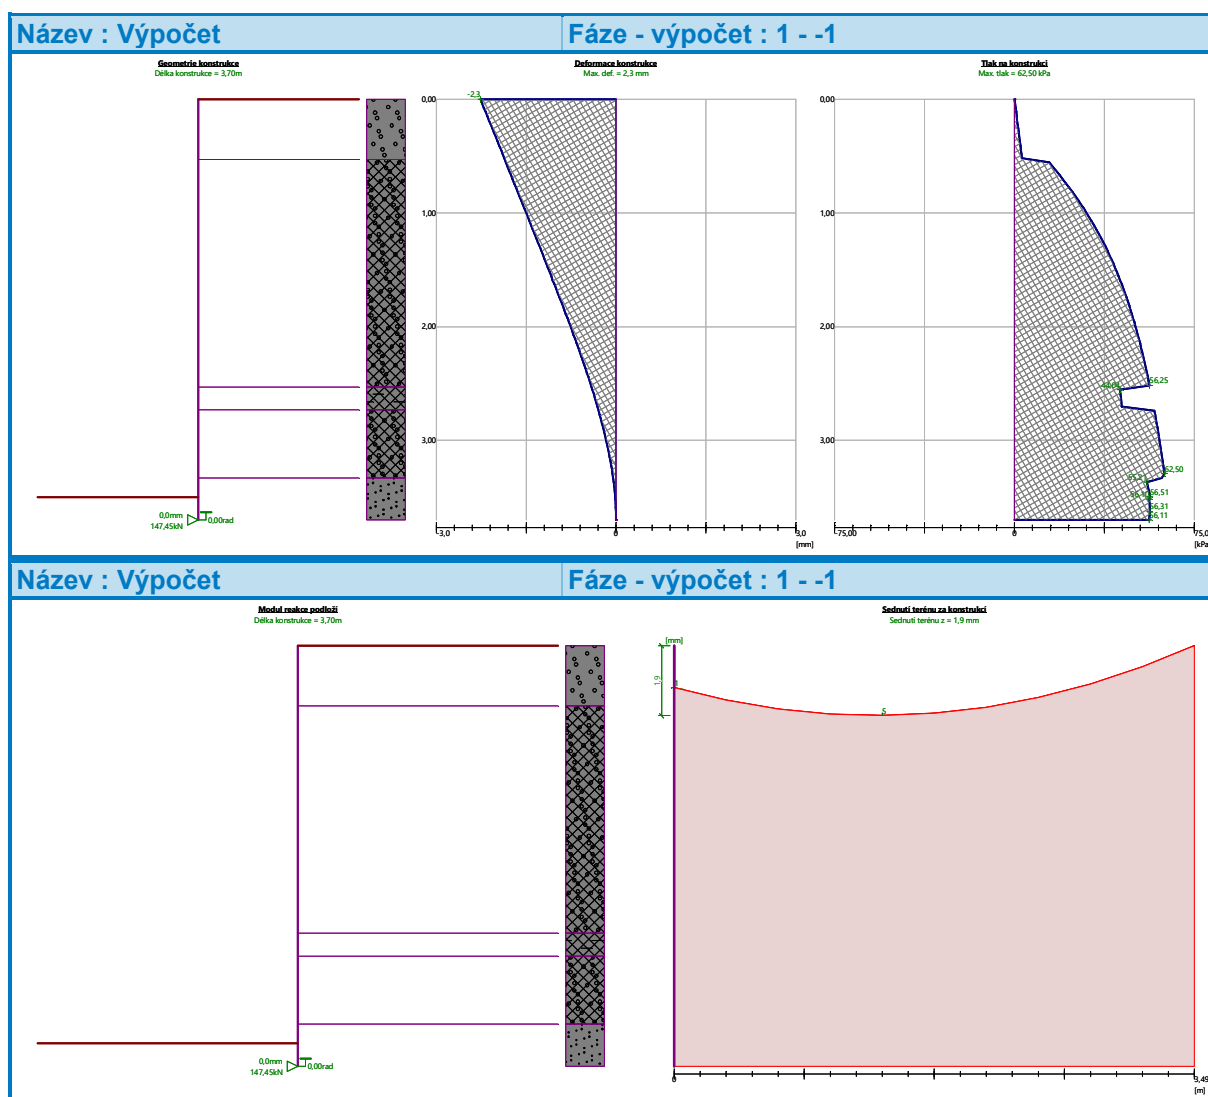 Název : Výpočet
Fáze - výpočet : 1 - -1
Geometrie konstrukce
Délka konstrukce = 3,70m
Deformace konstrukce
Max. def. = 2,3 mm
Tlak na konstrukci
Max. tlak = 62,50 kPa
-2,3
0,00
1,00
2,00
3,00
0,00
1,00
2,00
3,00
56,25
44,04
62,50
56,51
56,31
56,11
0,0mm
147,45kN
0,00rad
-3,0
0
3,0
[mm]
-75,00
0
75,0
[kPa
Název : Výpočet
Fáze - výpočet : 1 - -1
Modul reakce podloží
Délka konstrukce = 3,70m
Sednutí terénu za konstrukcí
Sednutí terénu z = 1,9 mm
[mm]
1,9
1
5
0,0mm
147,45kN
0,00rad
0
3,49
[m]